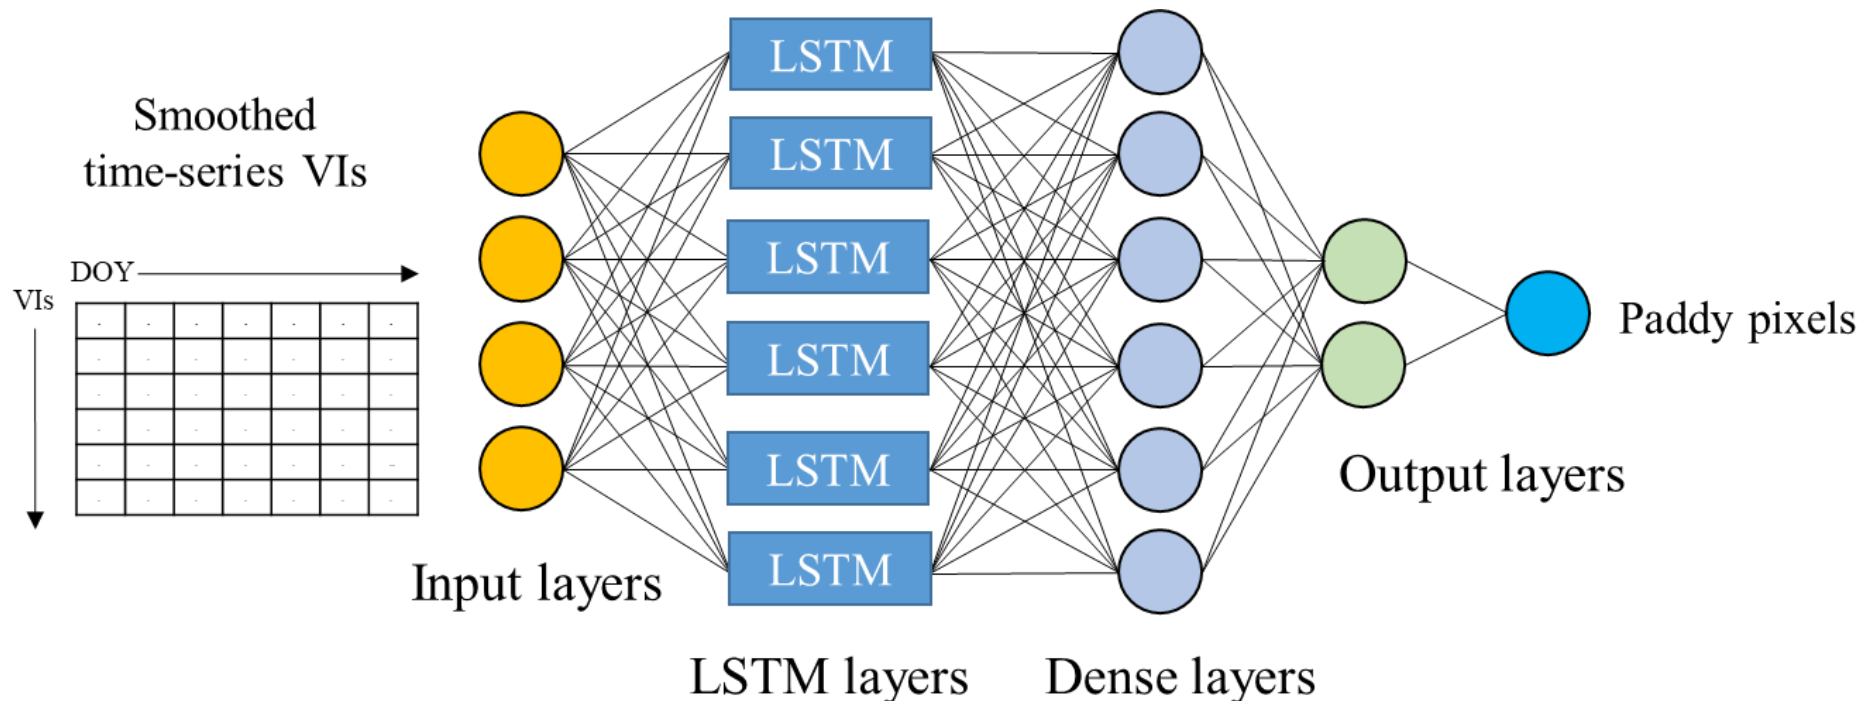 Smoothed
time-series VIs
DOY
VIs
Input layers
LSTM
LSTM
LSTM
LSTM
LSTM
LSTM
LSTM layers
Dense layers
Output layers
Paddy pixels